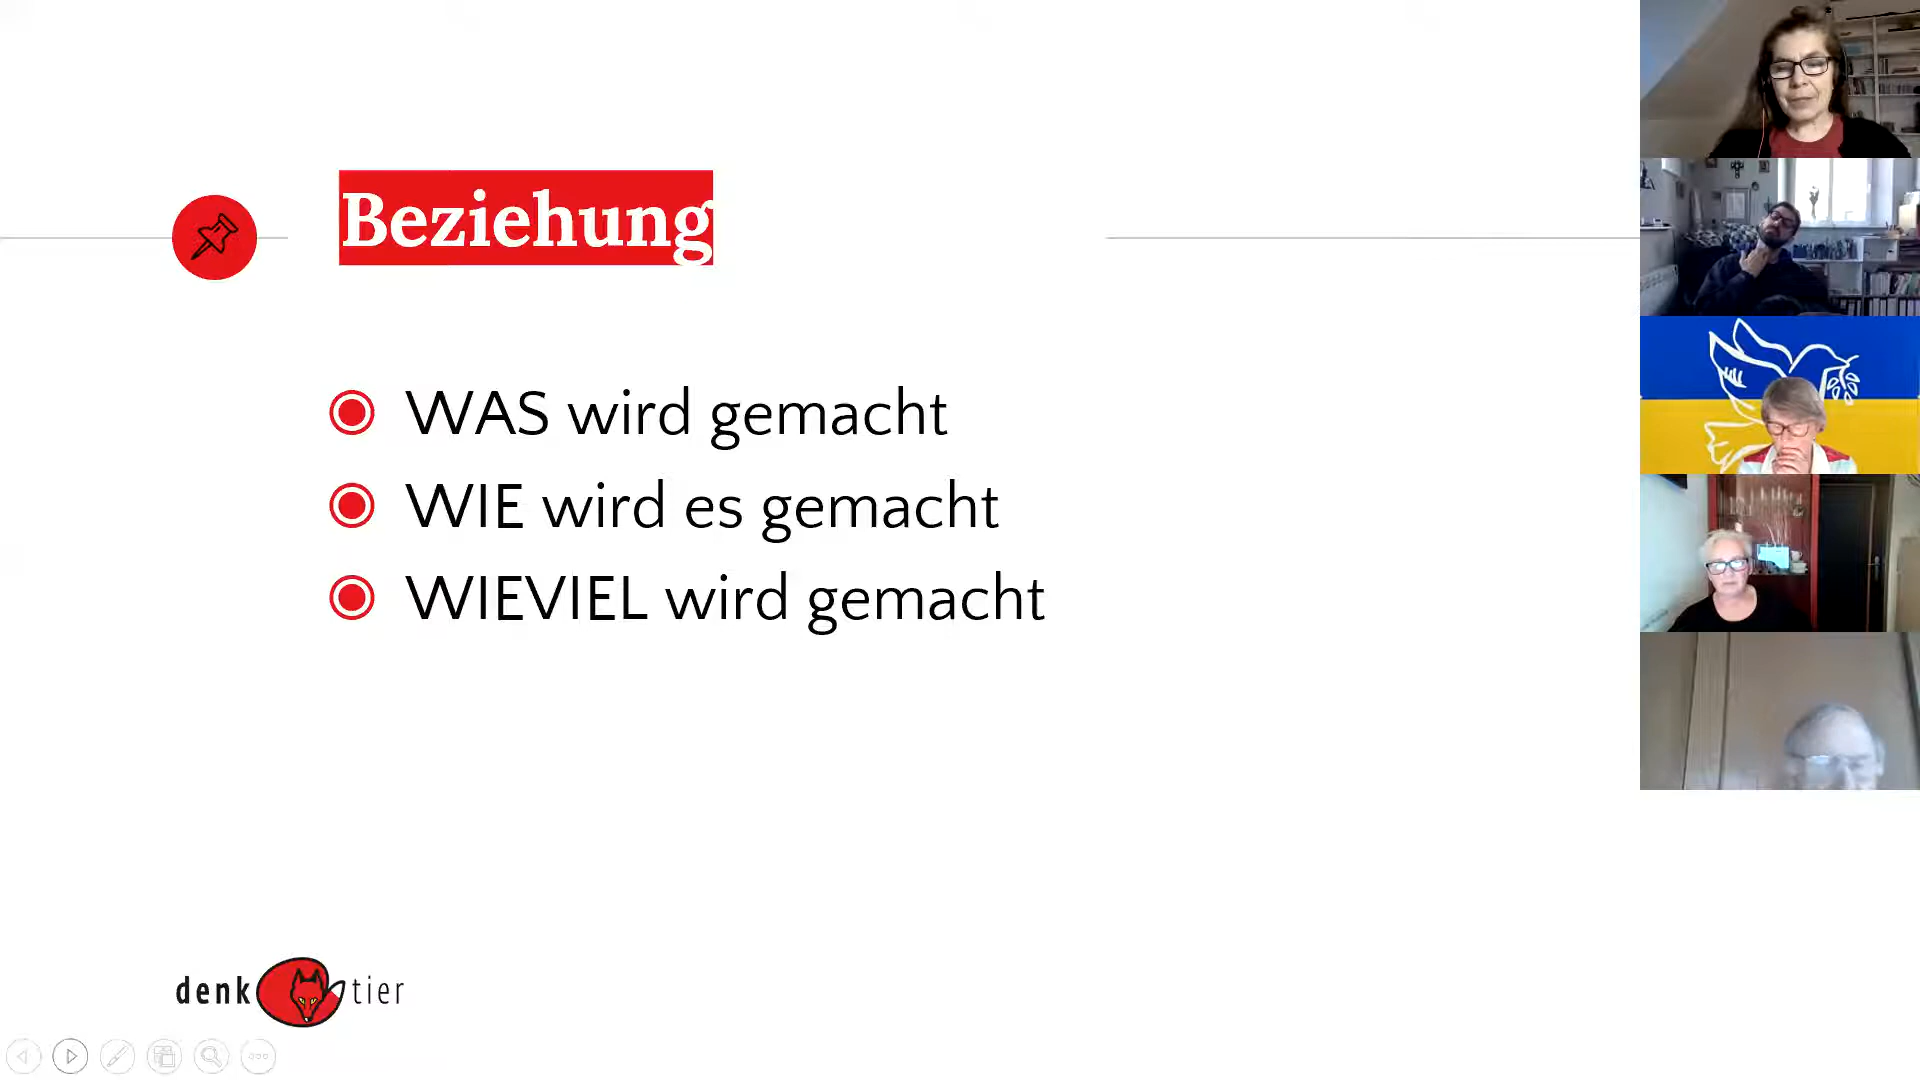 Beziehung
WAS wird gemacht
WIE wird es gemacht
WIEVIEL wird gemacht
denk tier